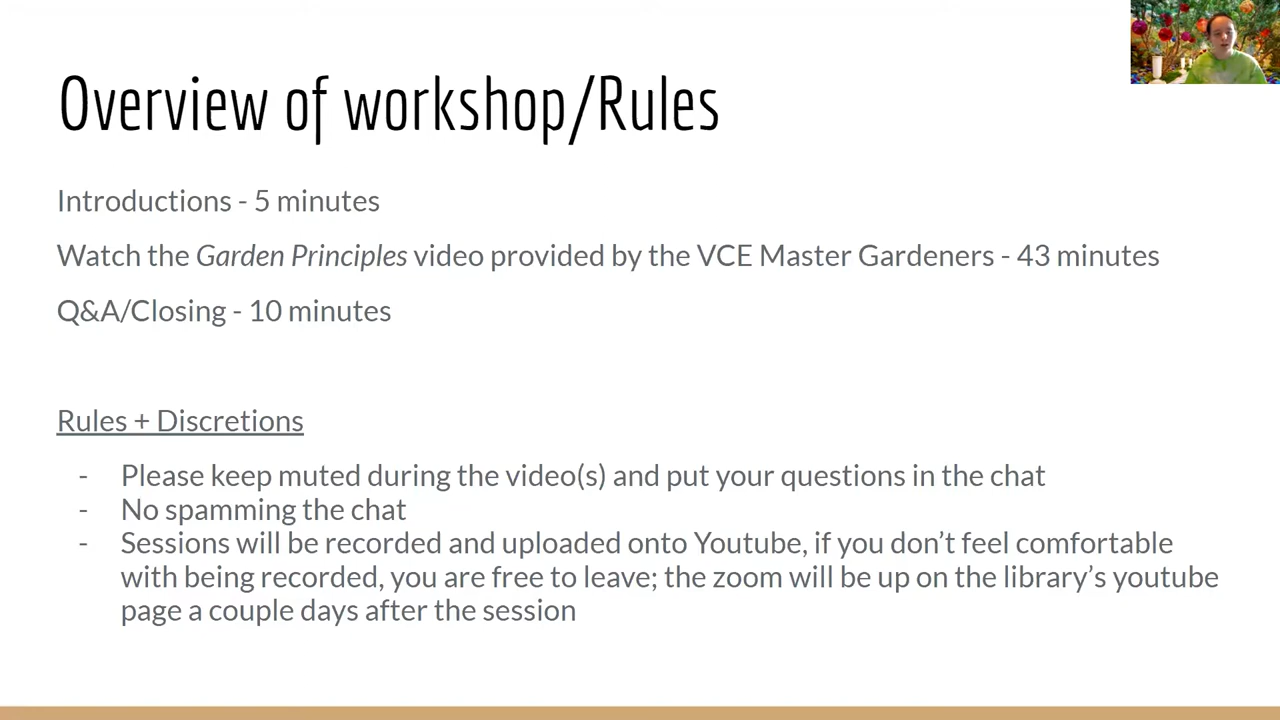 Overview of workshop/Rules
Introductions - 5 minutes
Watch the Garden Principles video provided by the VCE Master Gardeners - 43 minutes
Q&A/Closing - 10 minutes
Rules + Discretions
- Please keep muted during the video(s) and put your questions in the chat
- No spamming the chat
- Sessions will be recorded and uploaded onto Youtube, if you don’t feel comfortable
with being recorded, you are free to leave; the zoom will be up on the library’s youtube
page a couple days after the session